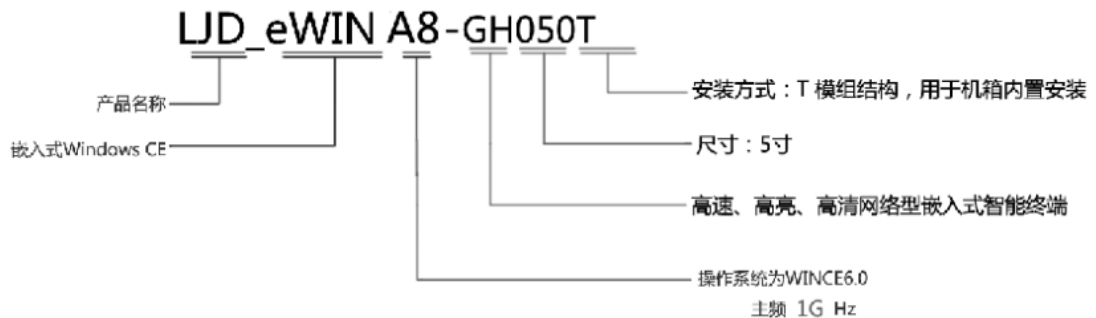 LJD_eWIN A8-GH050T
产品名称
安装方式：T 模组结构，用于机箱内置安装
嵌入式Windows CE
尺寸：5寸
高速、高亮、高清网络型嵌入式智能终端
操作系统为WINCE6.0
主频 1G Hz